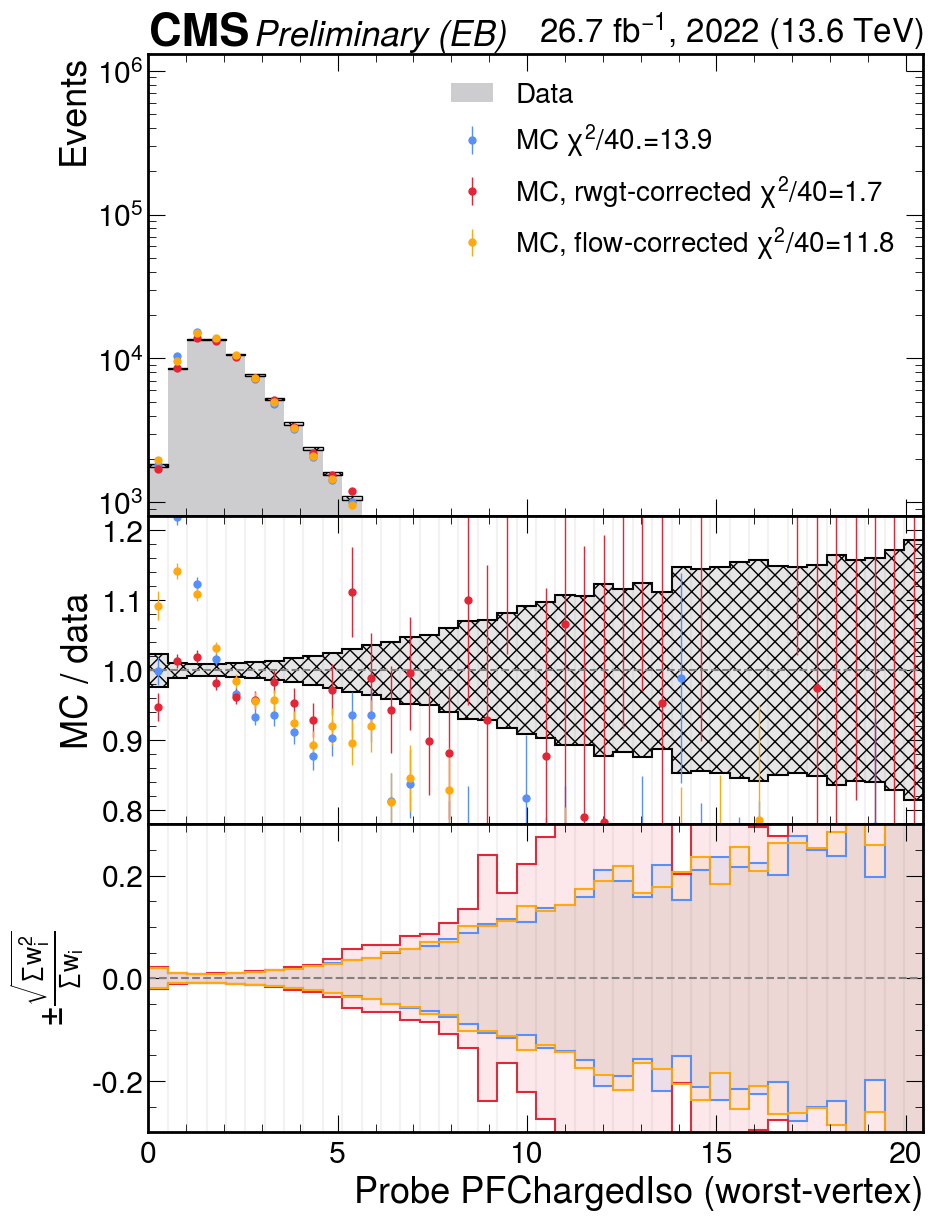 CMS Preliminary (EB) 26.7 fb⁻¹, 2022 (13.6 TeV)
Events
10⁶
10⁵
10⁴
10³
Data
MC χ²/40.=13.9
MC, rwgt-corrected χ²/40=1.7
MC, flow-corrected χ²/40=11.8
MC / data
1.2
1.1
1.0
0.9
0.8
±√Σwᵢ²/Σwᵢ
0.2
0.0
-0.2
0 5 10 15 20
Probe PFChargedIso (worst-vertex)